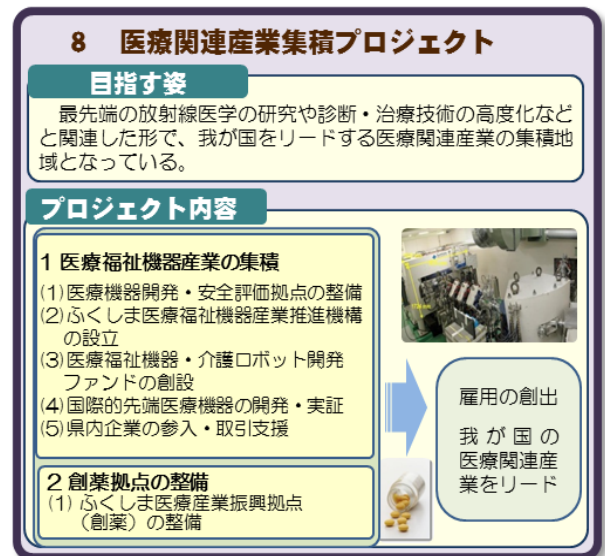 8 医療関連産業集積プロジェクト
目指す姿
最先端の放射線医学の研究や診断・治療技術の高度化など
と関連した形で、我が国をリードする医療関連産業の集積地
域となっている。
プロジェクト内容
1 医療福祉機器産業の集積
(1)医療機器開発・安全評価拠点の整備
(2)ふくしま医療福祉機器産業推進機構
の設立
(3)医療福祉機器・介護ロボット開発
ファンドの創設
(4)国際的先端医療機器の開発・実証
(5)県内企業の参入・取引支援
2 創薬拠点の整備
(1) ふくしま医療産業振興拠点
（創薬）の整備
雇用の創出
我が国の
医療関連産
業をリード